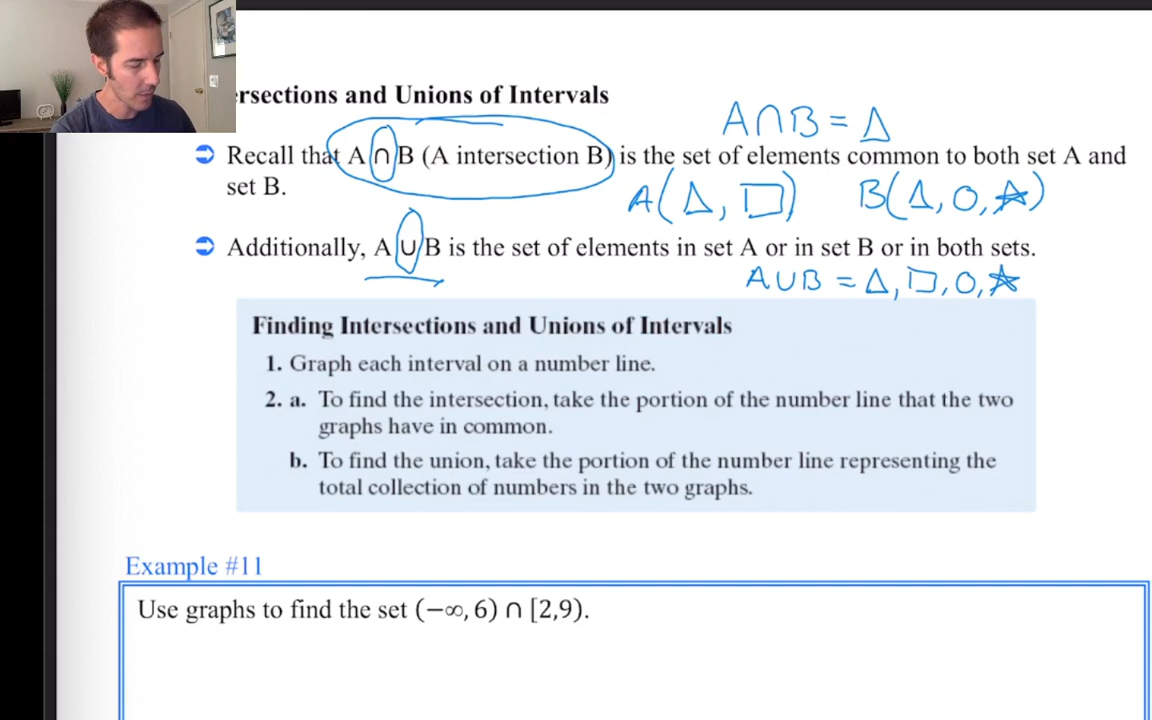 rsections and Unions of Intervals
A∩B = Δ
Recall that A ∩ B (A intersection B) is the set of elements common to both set A and
set B.
A(Δ, □) B(Δ, O, ☆)
Additionally, A ∪ B is the set of elements in set A or in set B or in both sets.
A∪B = Δ, □, O, ☆
Finding Intersections and Unions of Intervals
1. Graph each interval on a number line.
2. a. To find the intersection, take the portion of the number line that the two
graphs have in common.
b. To find the union, take the portion of the number line representing the
total collection of numbers in the two graphs.
Example #11
Use graphs to find the set (−∞, 6) ∩ [2,9).